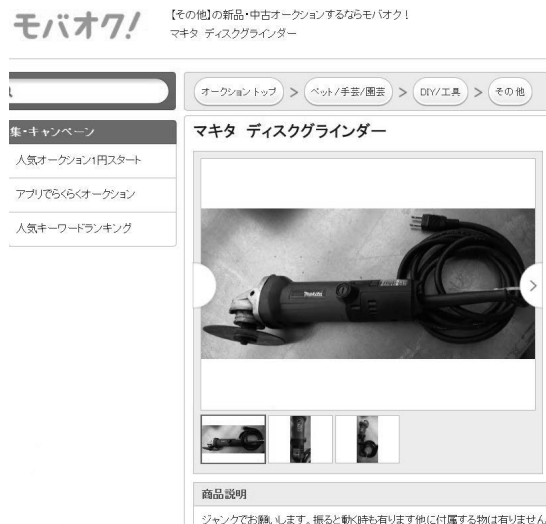 モバオク!
【その他】の新品・中古オークションするならモバオク!
マキタ ディスクグラインダー
オークショントップ > ペット/手芸/園芸 > DIY/工具 > その他
集・キャンペーン
人気オークション1円スタート
アプリでらくらくオークション
人気キーワードランキング
マキタ ディスクグラインダー
Makita
商品説明
ジャンクでお願いします。振ると動く時も有ります他に付属する物は有りません